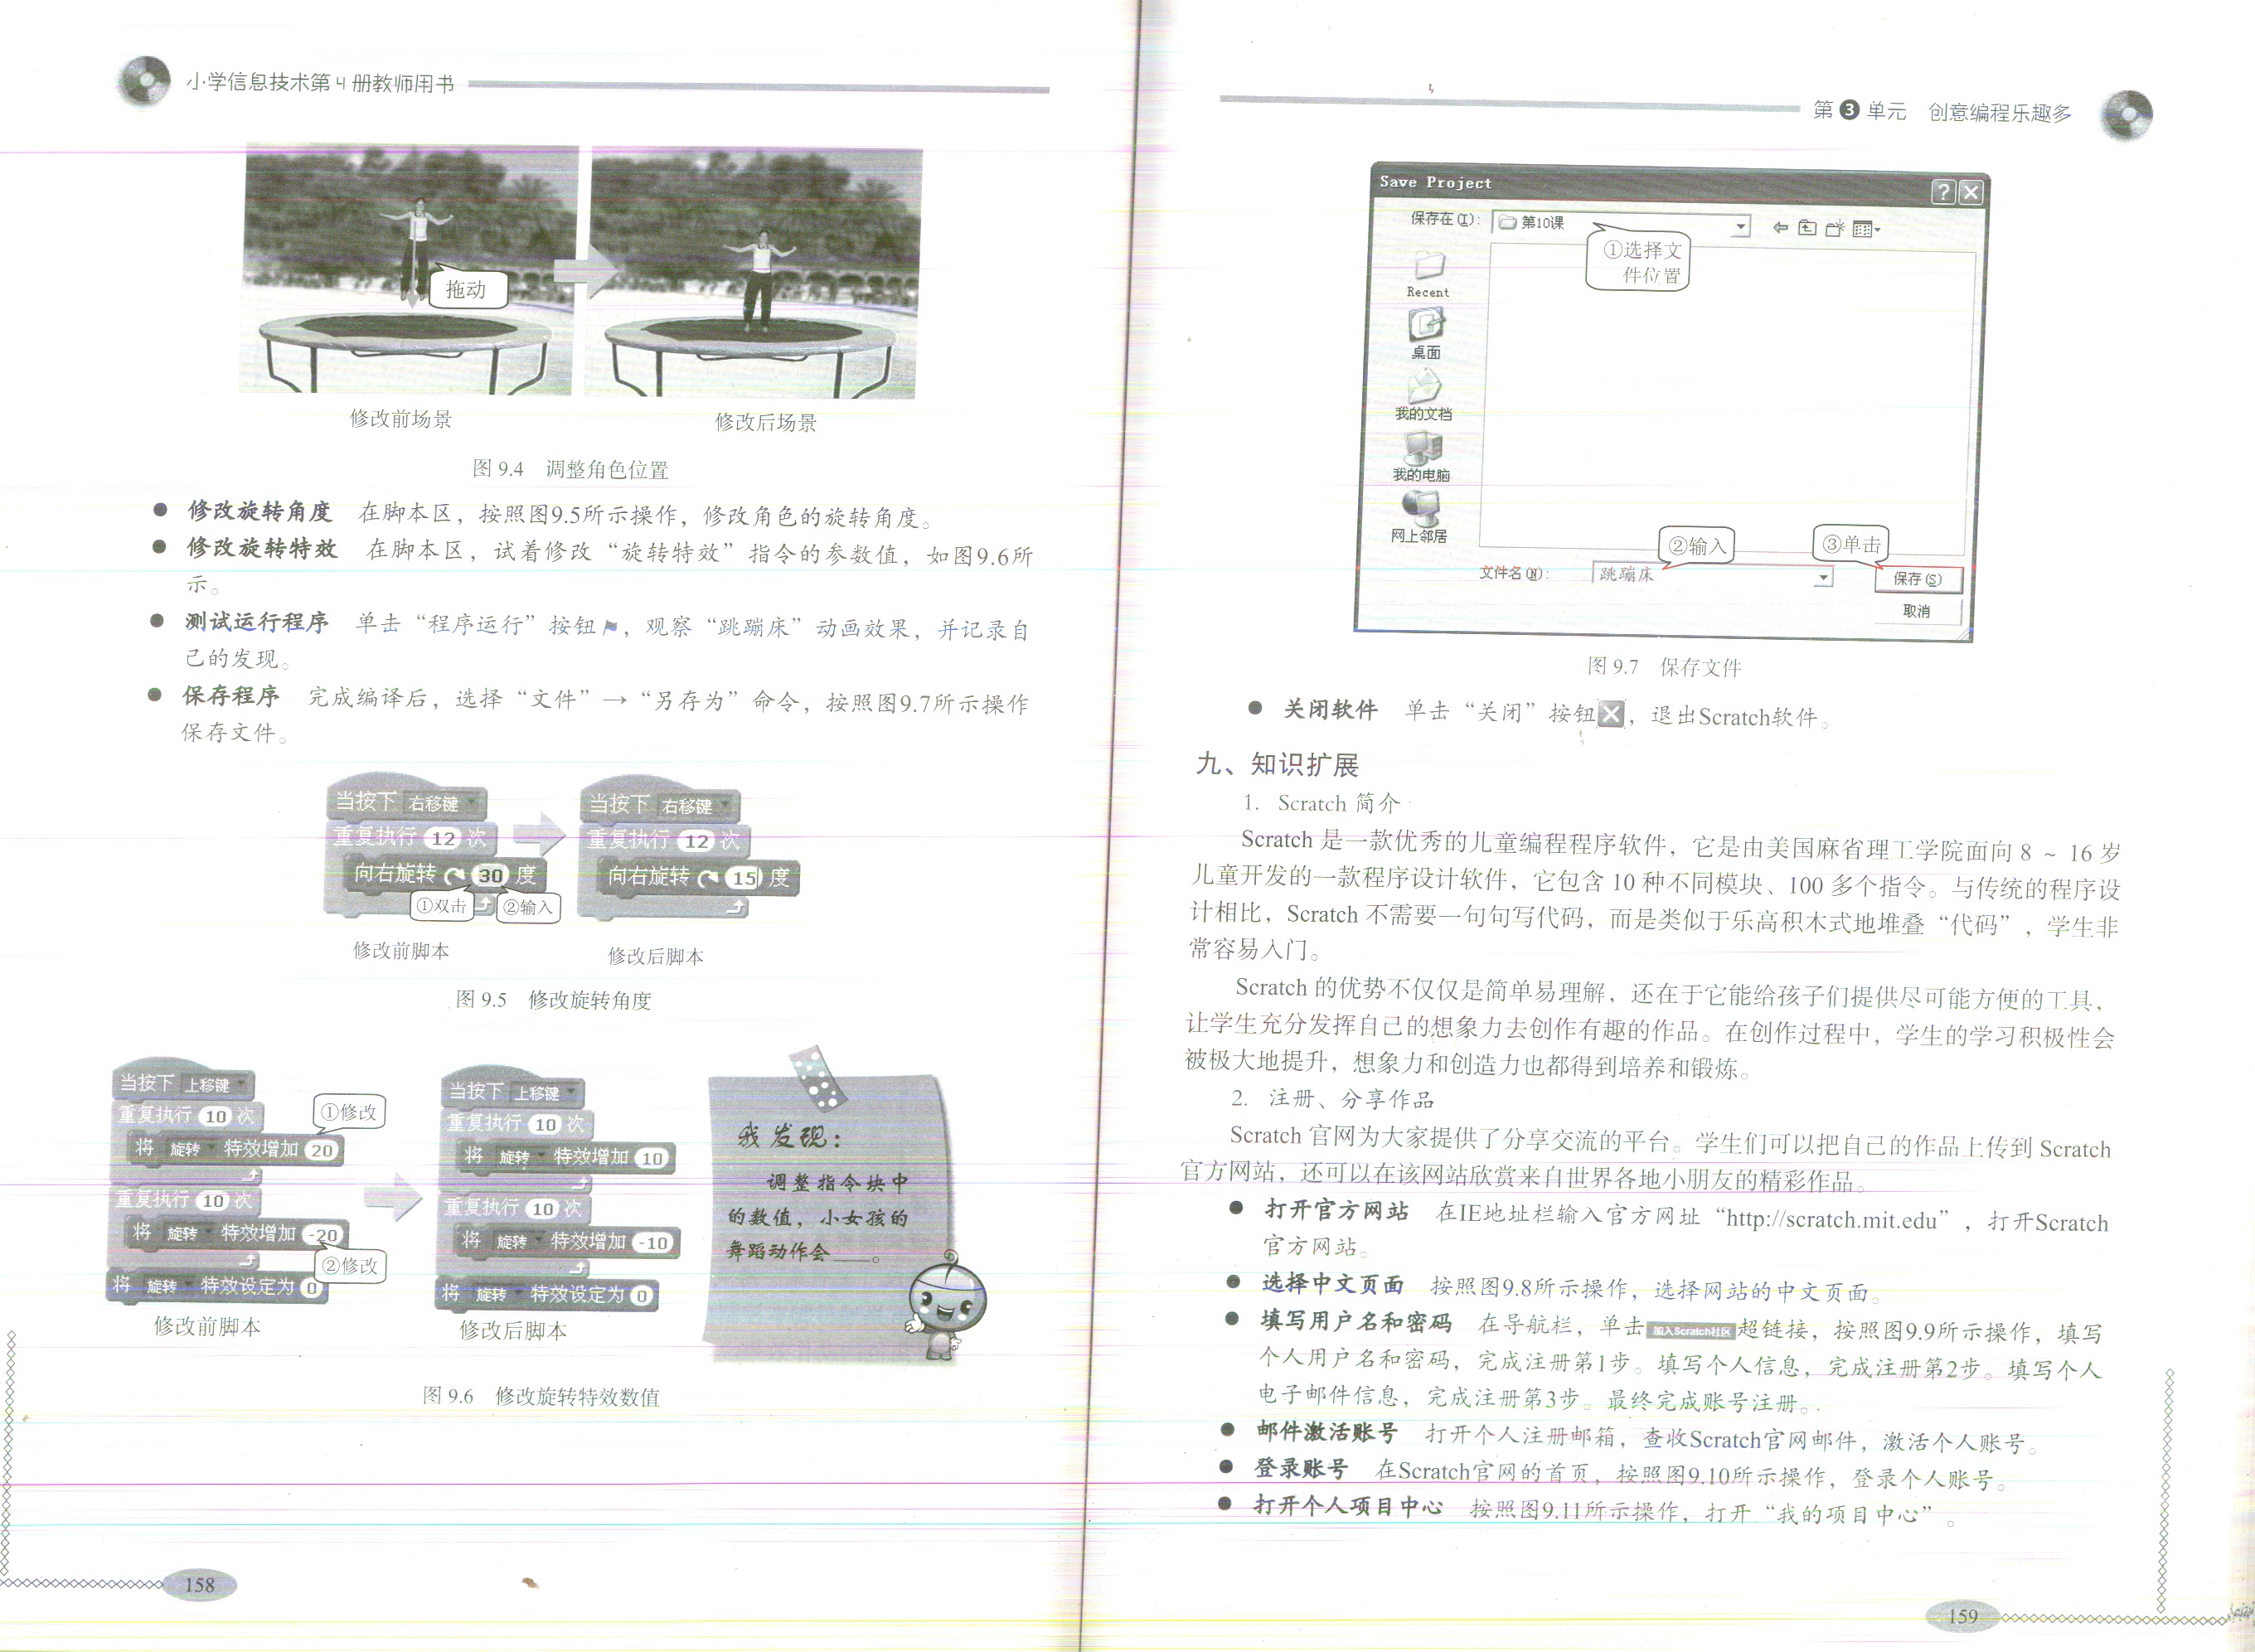 小学信息技术第4册教师用书
拖动
修改前场景
修改后场景
图 9.4 调整角色位置
● 修改旋转角度 在脚本区，按照图9.5所示操作，修改角色的旋转角度。
● 修改旋转特效 在脚本区，试着修改“旋转特效”指令的参数值，如图9.6所
示。
● 测试运行程序 单击“程序运行”按钮，观察“跳蹦床”动画效果，并记录自
己的发现。
● 保存程序 完成编译后，选择“文件”→“另存为”命令，按照图9.7所示操作
保存文件。
当按下 右移键
重复执行 12 次
向右旋转 30 度
①双击
②输入
修改前脚本
当按下 右移键
重复执行 12 次
向右旋转 15 度
修改后脚本
图 9.5 修改旋转角度
当按下 上移键
重复执行 10 次
①修改
将 旋转 特效增加 20
重复执行 10 次
将 旋转 特效增加 -20
②修改
将 旋转 特效设定为 0
修改前脚本
当按下 上移键
重复执行 10 次
将 旋转 特效增加 10
重复执行 10 次
将 旋转 特效增加 -10
将 旋转 特效设定为 0
修改后脚本
我发现：
调整指令块中
的数值，小女孩的
舞蹈动作会____。
图 9.6 修改旋转特效数值
158
第 3 单元 创意编程乐趣多
Save Project
保存在(I): 第10课
①选择文
件位置
Recent
桌面
我的文档
我的电脑
网上邻居
②输入
③单击
文件名(N): 跳蹦床
保存(S)
取消
图 9.7 保存文件
● 关闭软件 单击“关闭”按钮，退出Scratch软件。
九、知识扩展
1. Scratch 简介
Scratch 是一款优秀的儿童编程程序软件，它是由美国麻省理工学院面向 8 ~ 16 岁
儿童开发的一款程序设计软件，它包含 10 种不同模块、100 多个指令。与传统的程序设
计相比，Scratch 不需要一句句写代码，而是类似于乐高积木式地堆叠“代码”，学生非
常容易入门。
Scratch 的优势不仅仅是简单易理解，还在于它能给孩子们提供尽可能方便的工具，
让学生充分发挥自己的想象力去创作有趣的作品。在创作过程中，学生的学习积极性会
被极大地提升，想象力和创造力也都得到培养和锻炼。
2. 注册、分享作品
Scratch 官网为大家提供了分享交流的平台。学生们可以把自己的作品上传到 Scratch
官方网站，还可以在该网站欣赏来自世界各地小朋友的精彩作品。
● 打开官方网站 在IE地址栏输入官方网址“http://scratch.mit.edu”，打开Scratch
官方网站。
● 选择中文页面 按照图9.8所示操作，选择网站的中文页面。
● 填写用户名和密码 在导航栏，单击 加入Scratch社区 超链接，按照图9.9所示操作，填写
个人用户名和密码，完成注册第1步。填写个人信息，完成注册第2步。填写个人
电子邮件信息，完成注册第3步。最终完成账号注册。
● 邮件激活账号 打开个人注册邮箱，查收Scratch官网邮件，激活个人账号。
● 登录账号 在Scratch官网的首页，按照图9.10所示操作，登录个人账号。
● 打开个人项目中心 按照图9.11所示操作，打开“我的项目中心”。
159